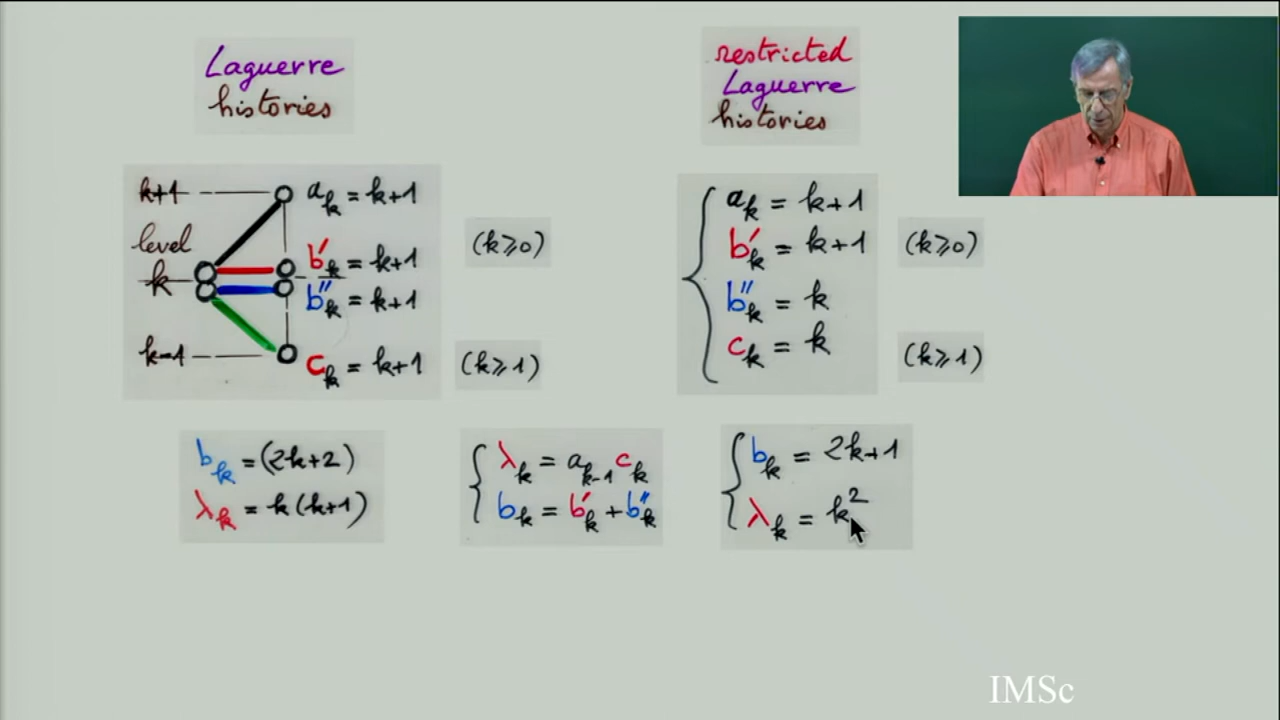 Laguerre
histories
k+1
level
k
k-1
a_k = k+1
b'_k = k+1
b''_k = k+1
c_k = k+1
(k⩾0)
(k⩾1)
b_k = (2k+2)
λ_k = k(k+1)
λ_k = a_{k-1} c_k
b_k = b'_k + b''_k
restricted
Laguerre
histories
a_k = k+1
b'_k = k+1
b''_k = k
c_k = k
(k⩾0)
(k⩾1)
b_k = 2k+1
λ_k = k²
IMSc